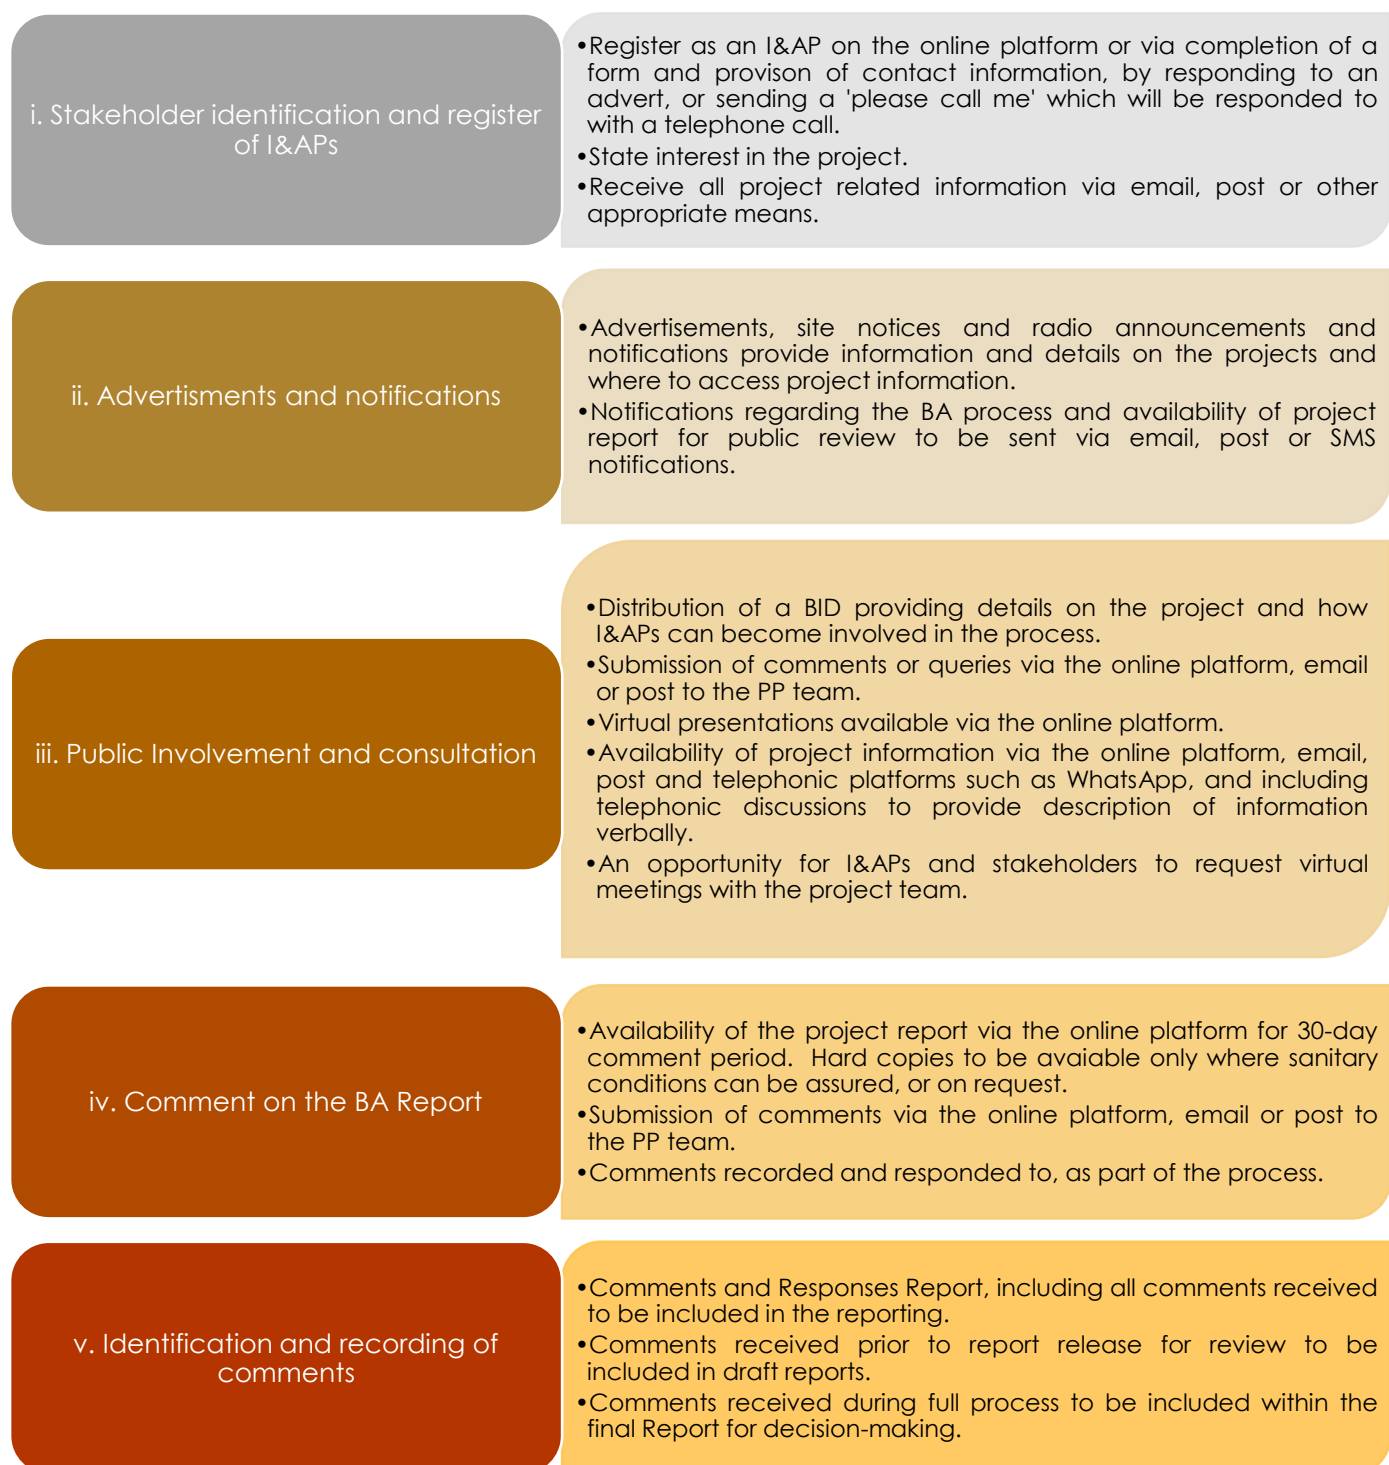 i. Stakeholder identification and register
of I&APs
•Register as an I&AP on the online platform or via completion of a
form and provison of contact information, by responding to an
advert, or sending a 'please call me' which will be responded to
with a telephone call.
•State interest in the project.
•Receive all project related information via email, post or other
appropriate means.
ii. Advertisments and notifications
•Advertisements, site notices and radio announcements and
notifications provide information and details on the projects and
where to access project information.
•Notifications regarding the BA process and availability of project
report for public review to be sent via email, post or SMS
notifications.
iii. Public Involvement and consultation
•Distribution of a BID providing details on the project and how
I&APs can become involved in the process.
•Submission of comments or queries via the online platform, email
or post to the PP team.
•Virtual presentations available via the online platform.
•Availability of project information via the online platform, email,
post and telephonic platforms such as WhatsApp, and including
telephonic discussions to provide description of information
verbally.
•An opportunity for I&APs and stakeholders to request virtual
meetings with the project team.
iv. Comment on the BA Report
•Availability of the project report via the online platform for 30-day
comment period. Hard copies to be avaiable only where sanitary
conditions can be assured, or on request.
•Submission of comments via the online platform, email or post to
the PP team.
•Comments recorded and responded to, as part of the process.
v. Identification and recording of
comments
•Comments and Responses Report, including all comments received
to be included in the reporting.
•Comments received prior to report release for review to be
included in draft reports.
•Comments received during full process to be included within the
final Report for decision-making.